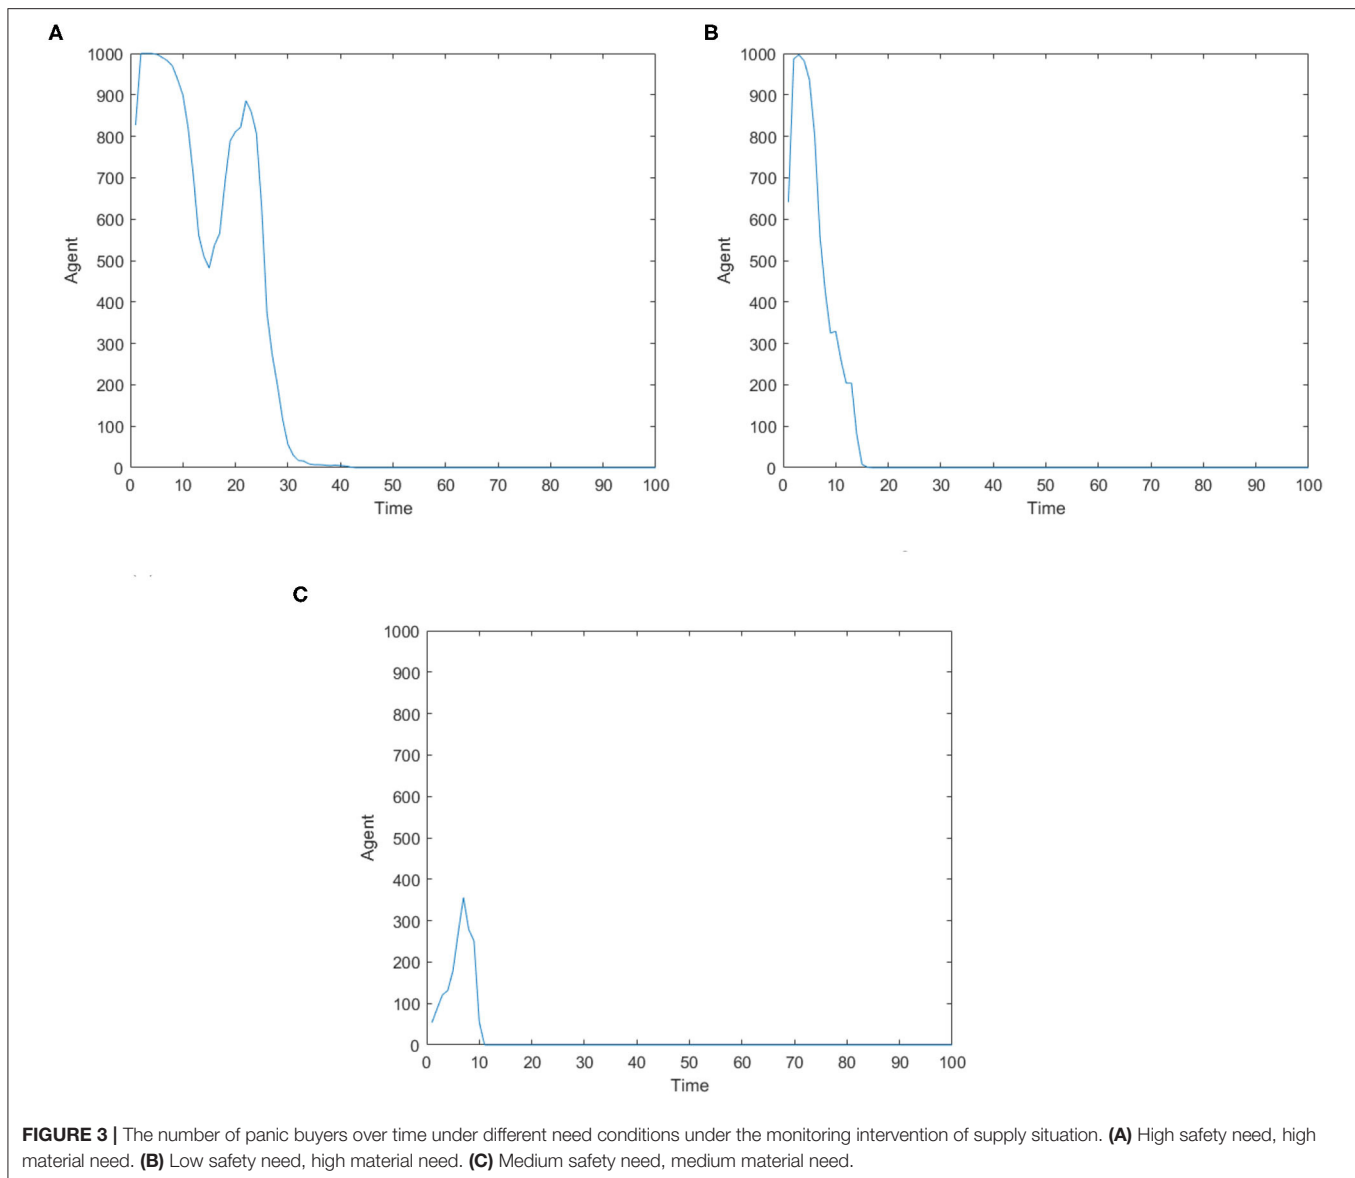 A
B
1000
900
800
700
600
500
400
300
200
100
0
Agent
0 10 20 30 40 50 60 70 80 90 100
Time
1000
900
800
700
600
500
400
300
200
100
0
Agent
0 10 20 30 40 50 60 70 80 90 100
Time
C
1000
900
800
700
600
500
400
300
200
100
0
Agent
0 10 20 30 40 50 60 70 80 90 100
Time
FIGURE 3 | The number of panic buyers over time under different need conditions under the monitoring intervention of supply situation. (A) High safety need, high
material need. (B) Low safety need, high material need. (C) Medium safety need, medium material need.